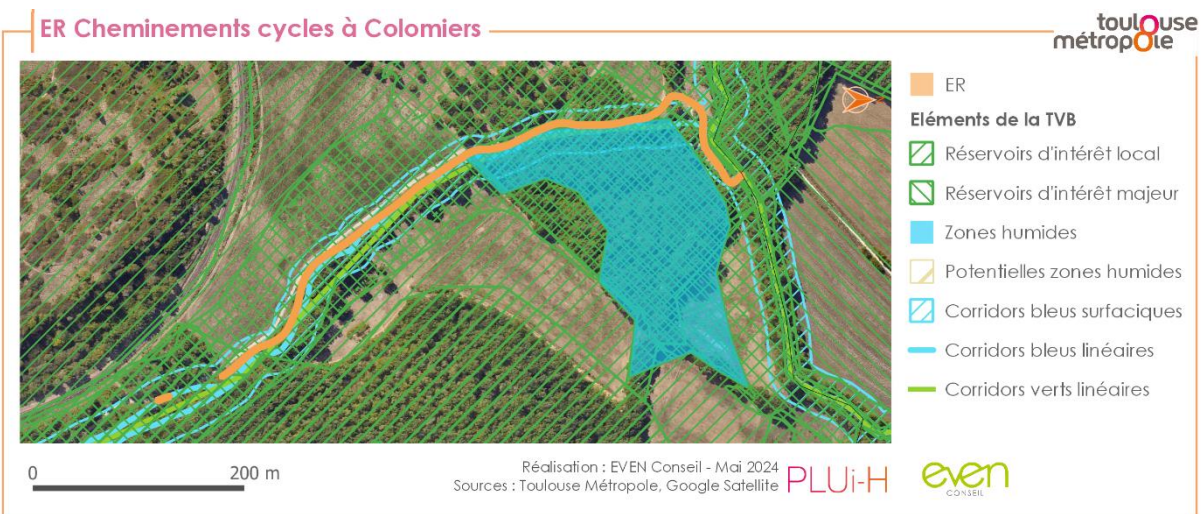 ER Cheminements cycles à Colomiers
toulouse
métropole
ER
Eléments de la TVB
Réservoirs d'intérêt local
Réservoirs d'intérêt majeur
Zones humides
Potentielles zones humides
Corridors bleus surfaciques
Corridors bleus linéaires
Corridors verts linéaires
0 200 m
Réalisation : EVEN Conseil - Mai 2024
Sources : Toulouse Métropole, Google Satellite
PLUi-H
even
CONSEIL